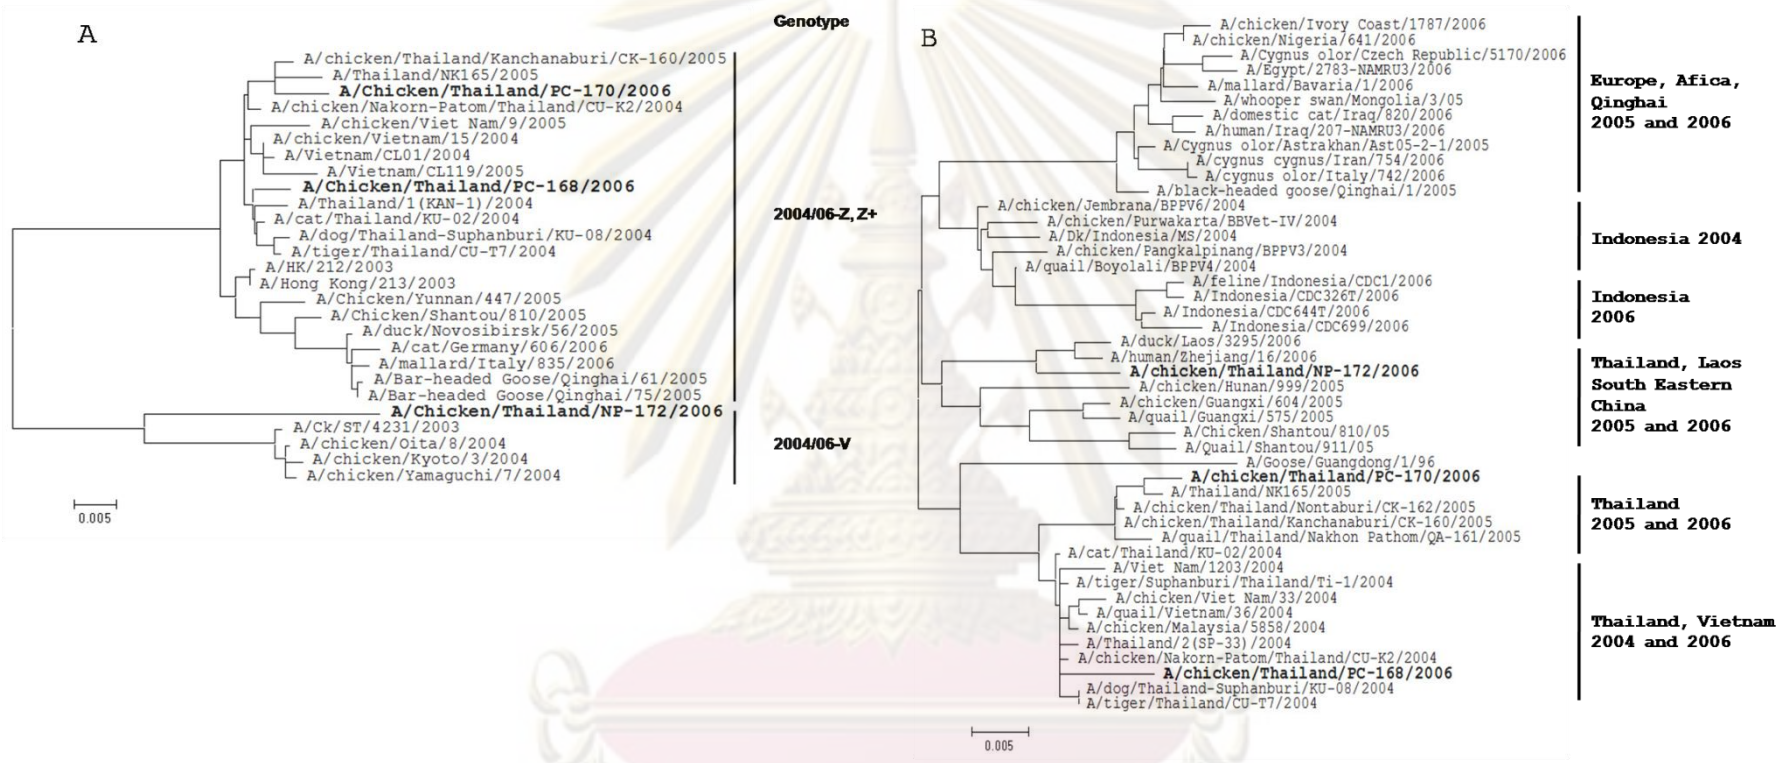 A
Genotype
A/chicken/Thailand/Kanchanaburi/CK-160/2005
A/Thailand/NK165/2005
A/Chicken/Thailand/PC-170/2006
A/chicken/Nakorn-Patom/Thailand/CU-K2/2004
A/chicken/Viet Nam/9/2005
A/chicken/Vietnam/15/2004
A/Vietnam/CL01/2004
A/Vietnam/CL119/2005
A/Chicken/Thailand/PC-168/2006
A/Thailand/1(KAN-1)/2004
A/cat/Thailand/KU-02/2004
A/dog/Thailand-Suphanburi/KU-08/2004
A/tiger/Thailand/CU-T7/2004
A/HK/212/2003
A/Hong Kong/213/2003
A/Chicken/Yunnan/447/2005
A/Chicken/Shantou/810/2005
A/duck/Novosibirsk/56/2005
A/cat/Germany/606/2006
A/mallard/Italy/835/2006
A/Bar-headed Goose/Qinghai/61/2005
A/Bar-headed Goose/Qinghai/75/2005
A/Chicken/Thailand/NP-172/2006
A/Ck/ST/4231/2003
A/chicken/Oita/8/2004
A/chicken/Kyoto/3/2004
A/chicken/Yamaguchi/7/2004
2004/06-Z, Z+
2004/06-V
0.005
B
A/chicken/Ivory Coast/1787/2006
A/chicken/Nigeria/641/2006
A/Cygnus olor/Czech Republic/5170/2006
A/Egypt/2783-NAMRU3/2006
A/mallard/Bavaria/1/2006
A/whooper swan/Mongolia/3/05
A/domestic cat/Iraq/820/2006
A/human/Iraq/207-NAMRU3/2006
A/Cygnus olor/Astrakhan/Ast05-2-1/2005
A/cygnus cygnus/Iran/754/2006
A/cygnus olor/Italy/742/2006
A/black-headed goose/Qinghai/1/2005
A/chicken/Jembrana/BPPV6/2004
A/chicken/Purwakarta/BBVet-IV/2004
A/Dk/Indonesia/MS/2004
A/chicken/Pangkalpinang/BPPV3/2004
A/quail/Boyolali/BPPV4/2004
A/feline/Indonesia/CDC1/2006
A/Indonesia/CDC326T/2006
A/Indonesia/CDC644T/2006
A/Indonesia/CDC699/2006
A/duck/Laos/3295/2006
A/human/Zhejiang/16/2006
A/chicken/Thailand/NP-172/2006
A/chicken/Hunan/999/2005
A/chicken/Guangxi/604/2005
A/quail/Guangxi/575/2005
A/Chicken/Shantou/810/05
A/Quail/Shantou/911/05
A/Goose/Guangdong/1/96
A/chicken/Thailand/PC-170/2006
A/Thailand/NK165/2005
A/chicken/Thailand/Nontaburi/CK-162/2005
A/chicken/Thailand/Kanchanaburi/CK-160/2005
A/quail/Thailand/Nakhon Pathom/QA-161/2005
A/cat/Thailand/KU-02/2004
A/Viet Nam/1203/2004
A/tiger/Suphanburi/Thailand/Ti-1/2004
A/chicken/Viet Nam/33/2004
A/quail/Vietnam/36/2004
A/chicken/Malaysia/5858/2004
A/Thailand/2(SP-33)/2004
A/chicken/Nakorn-Patom/Thailand/CU-K2/2004
A/chicken/Thailand/PC-168/2006
A/dog/Thailand-Suphanburi/KU-08/2004
A/tiger/Thailand/CU-T7/2004
0.005
Europe, Afica,
Qinghai
2005 and 2006
Indonesia 2004
Indonesia
2006
Thailand, Laos
South Eastern
China
2005 and 2006
Thailand
2005 and 2006
Thailand, Vietnam
2004 and 2006